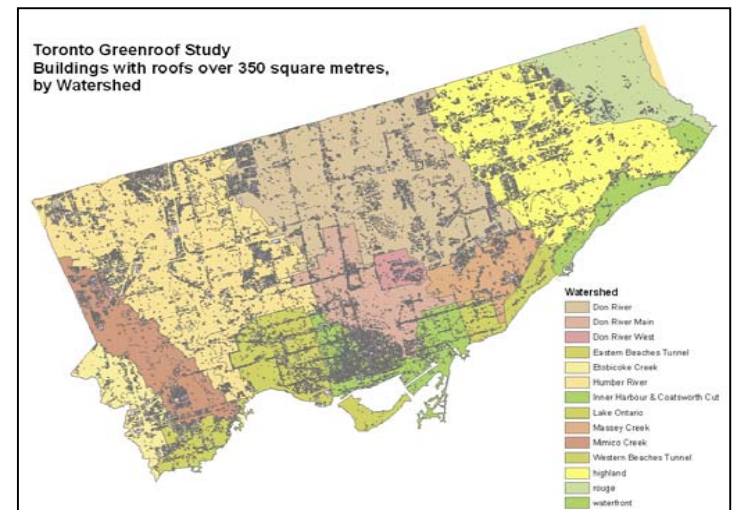 Toronto Greenroof Study
Buildings with roofs over 350 square metres,
by Watershed
Watershed
Don River
Don River Main
Don River West
Eastern Beaches Tunnel
Etobicoke Creek
Humber River
Inner Harbour & Coatsworth Cut
Lake Ontario
Massey Creek
Mimico Creek
Western Beaches Tunnel
highland
rouge
waterfront